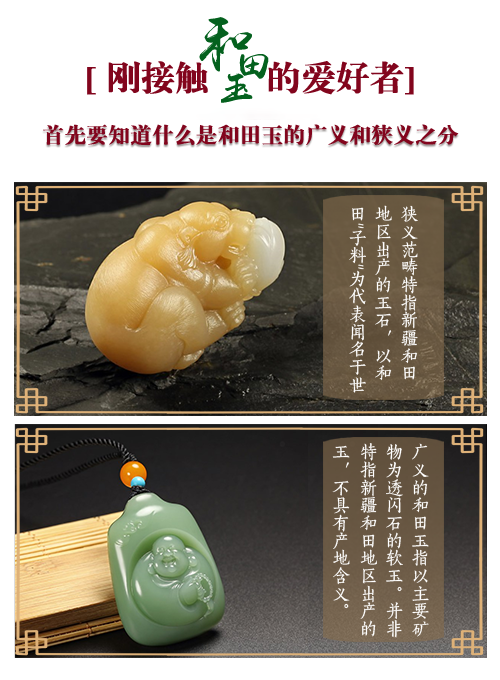 [刚接触和田玉的爱好者]
首先要知道什么是和田玉的广义和狭义之分
狭义范畴特指新疆和田
地区出产的玉石，以和
田"子料"为代表闻名于世
广义的和田玉指以主要矿
物为透闪石的软玉。并非
特指新疆和田地区出产的
玉，不具有产地含义。